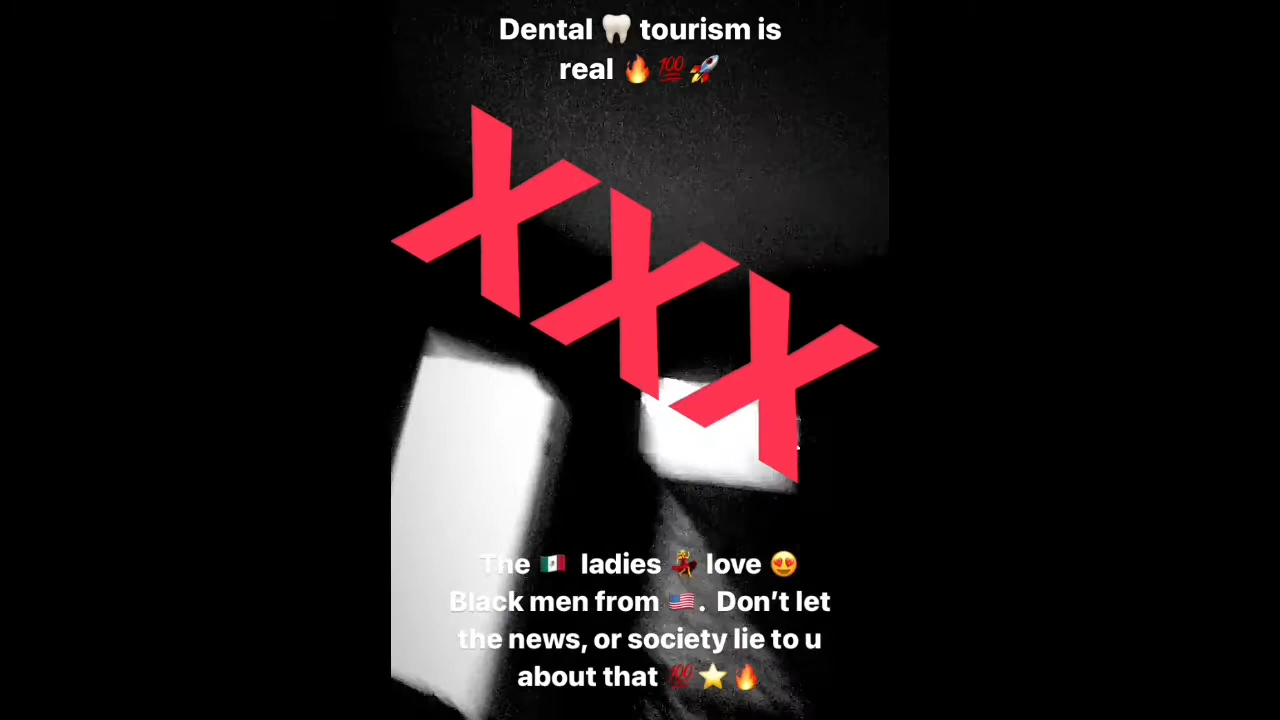 Dental 🦷 tourism is
real 🔥💯🚀
XXX
The 🇲🇽 ladies 💃 love 😍
Black men from 🇺🇸. Don’t let
the news, or society lie to u
about that 💯⭐🔥